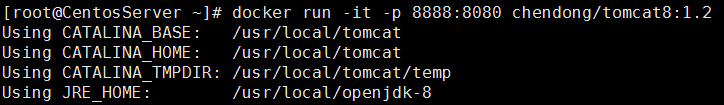 [root@CentosServer ~]# docker run -it -p 8888:8080 chendong/tomcat8:1.2
Using CATALINA_BASE:   /usr/local/tomcat
Using CATALINA_HOME:   /usr/local/tomcat
Using CATALINA_TMPDIR: /usr/local/tomcat/temp
Using JRE_HOME:        /usr/local/openjdk-8